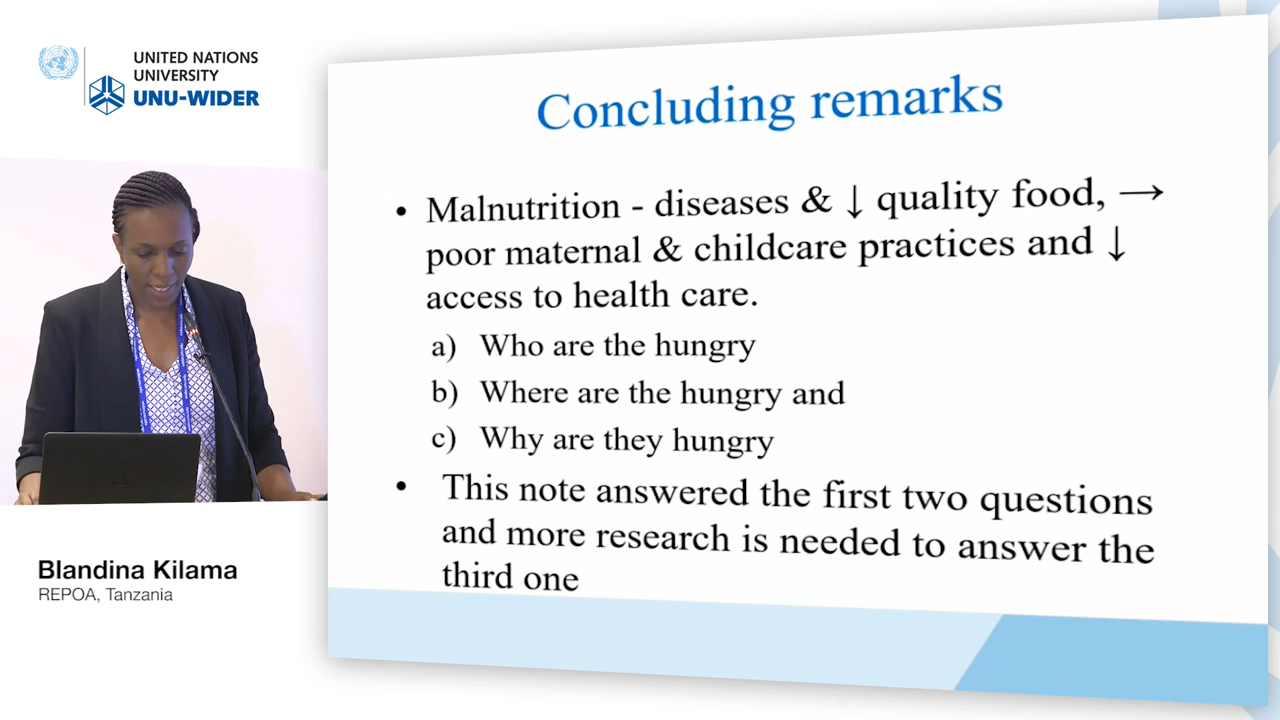 UNITED NATIONS
UNIVERSITY
UNU-WIDER
Concluding remarks
• Malnutrition - diseases & ↓ quality food, →
poor maternal & childcare practices and ↓
access to health care.
a) Who are the hungry
b) Where are the hungry and
c) Why are they hungry
• This note answered the first two questions
and more research is needed to answer the
third one
Blandina Kilama
REPOA, Tanzania